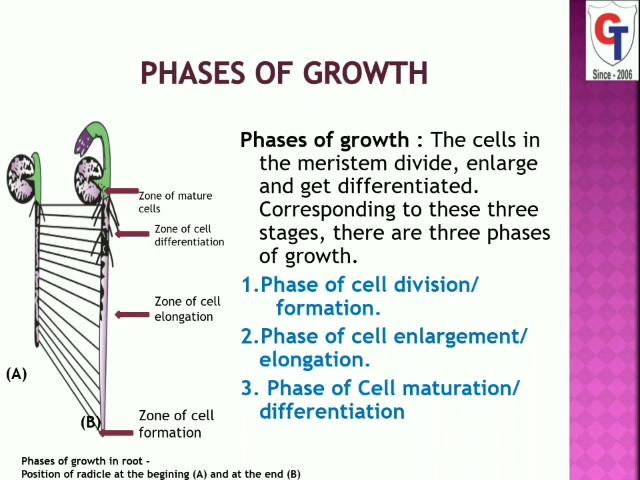 GT
Since - 2006
PHASES OF GROWTH
Phases of growth : The cells in
the meristem divide, enlarge
and get differentiated.
Corresponding to these three
stages, there are three phases
of growth.
1.Phase of cell division/
formation.
2.Phase of cell enlargement/
elongation.
3. Phase of Cell maturation/
differentiation
Zone of mature
cells
Zone of cell
differentiation
Zone of cell
elongation
(A)
(B)
Zone of cell
formation
Phases of growth in root -
Position of radicle at the begining (A) and at the end (B)